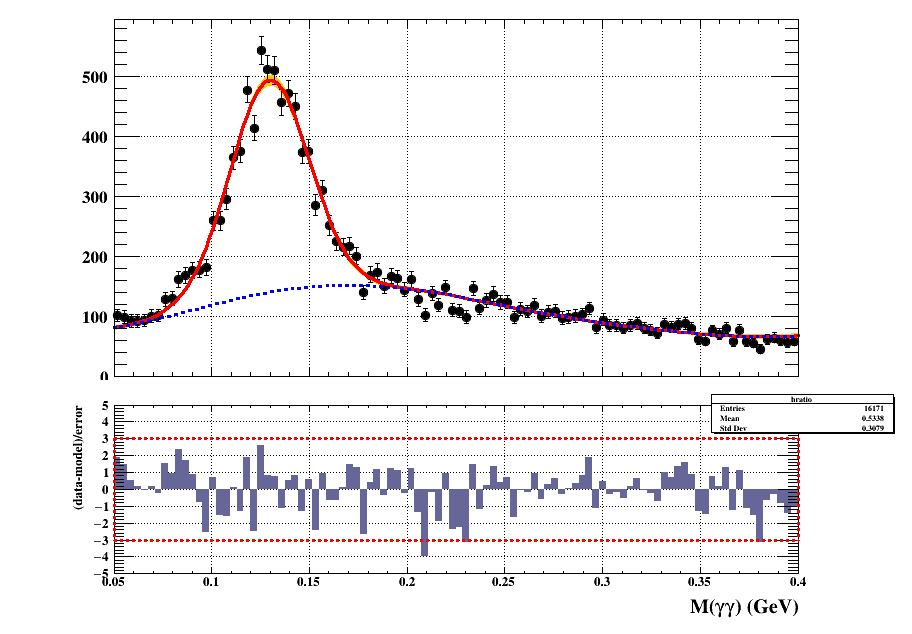 500
400
300
200
100
0
hratio
Entries 16171
Mean 0.5338
Std Dev 0.3079
(data-model)/error
5
4
3
2
1
0
−1
−2
−3
−4
−5
0.05 0.1 0.15 0.2 0.25 0.3 0.35 0.4
M(γγ) (GeV)